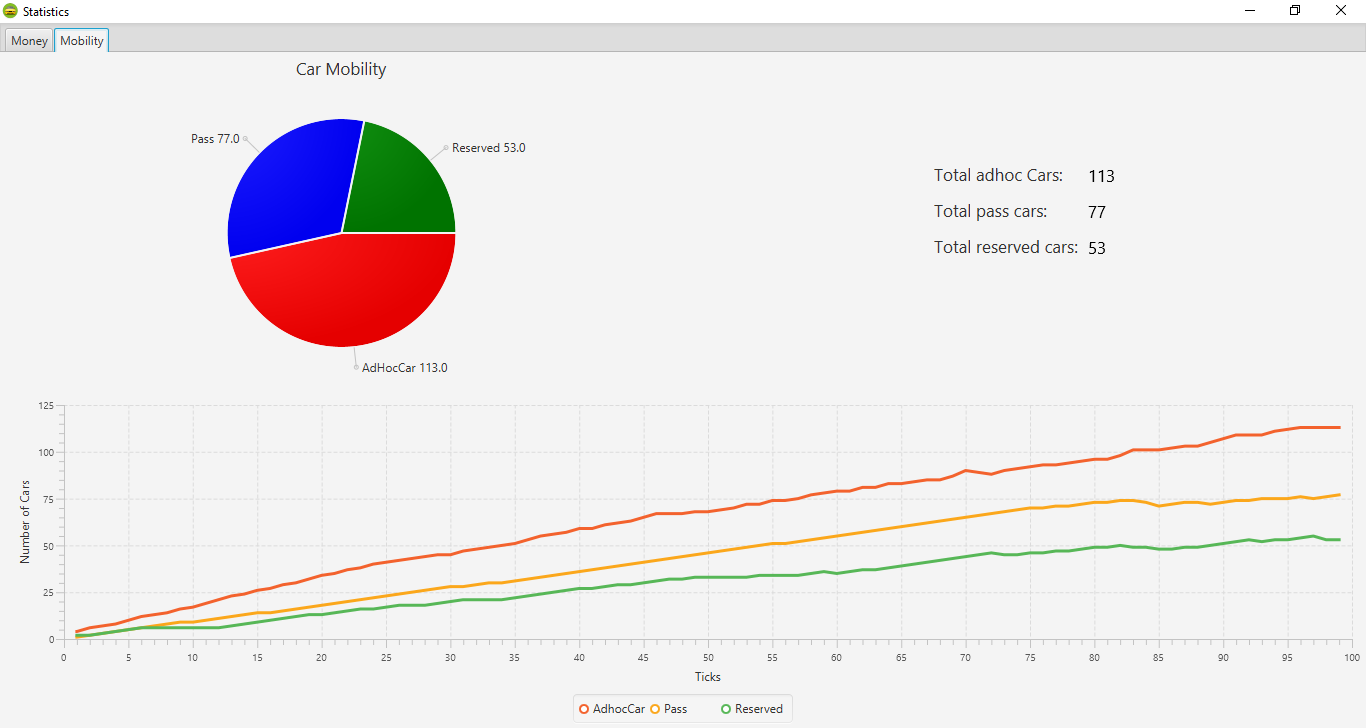 Statistics
Money Mobility
Car Mobility
Pass 77.0
Reserved 53.0
AdHocCar 113.0
Total adhoc Cars: 113
Total pass cars: 77
Total reserved cars: 53
Number of Cars
125
100
75
50
25
0
0 5 10 15 20 25 30 35 40 45 50 55 60 65 70 75 80 85 90 95 100
Ticks
AdhocCar Pass Reserved